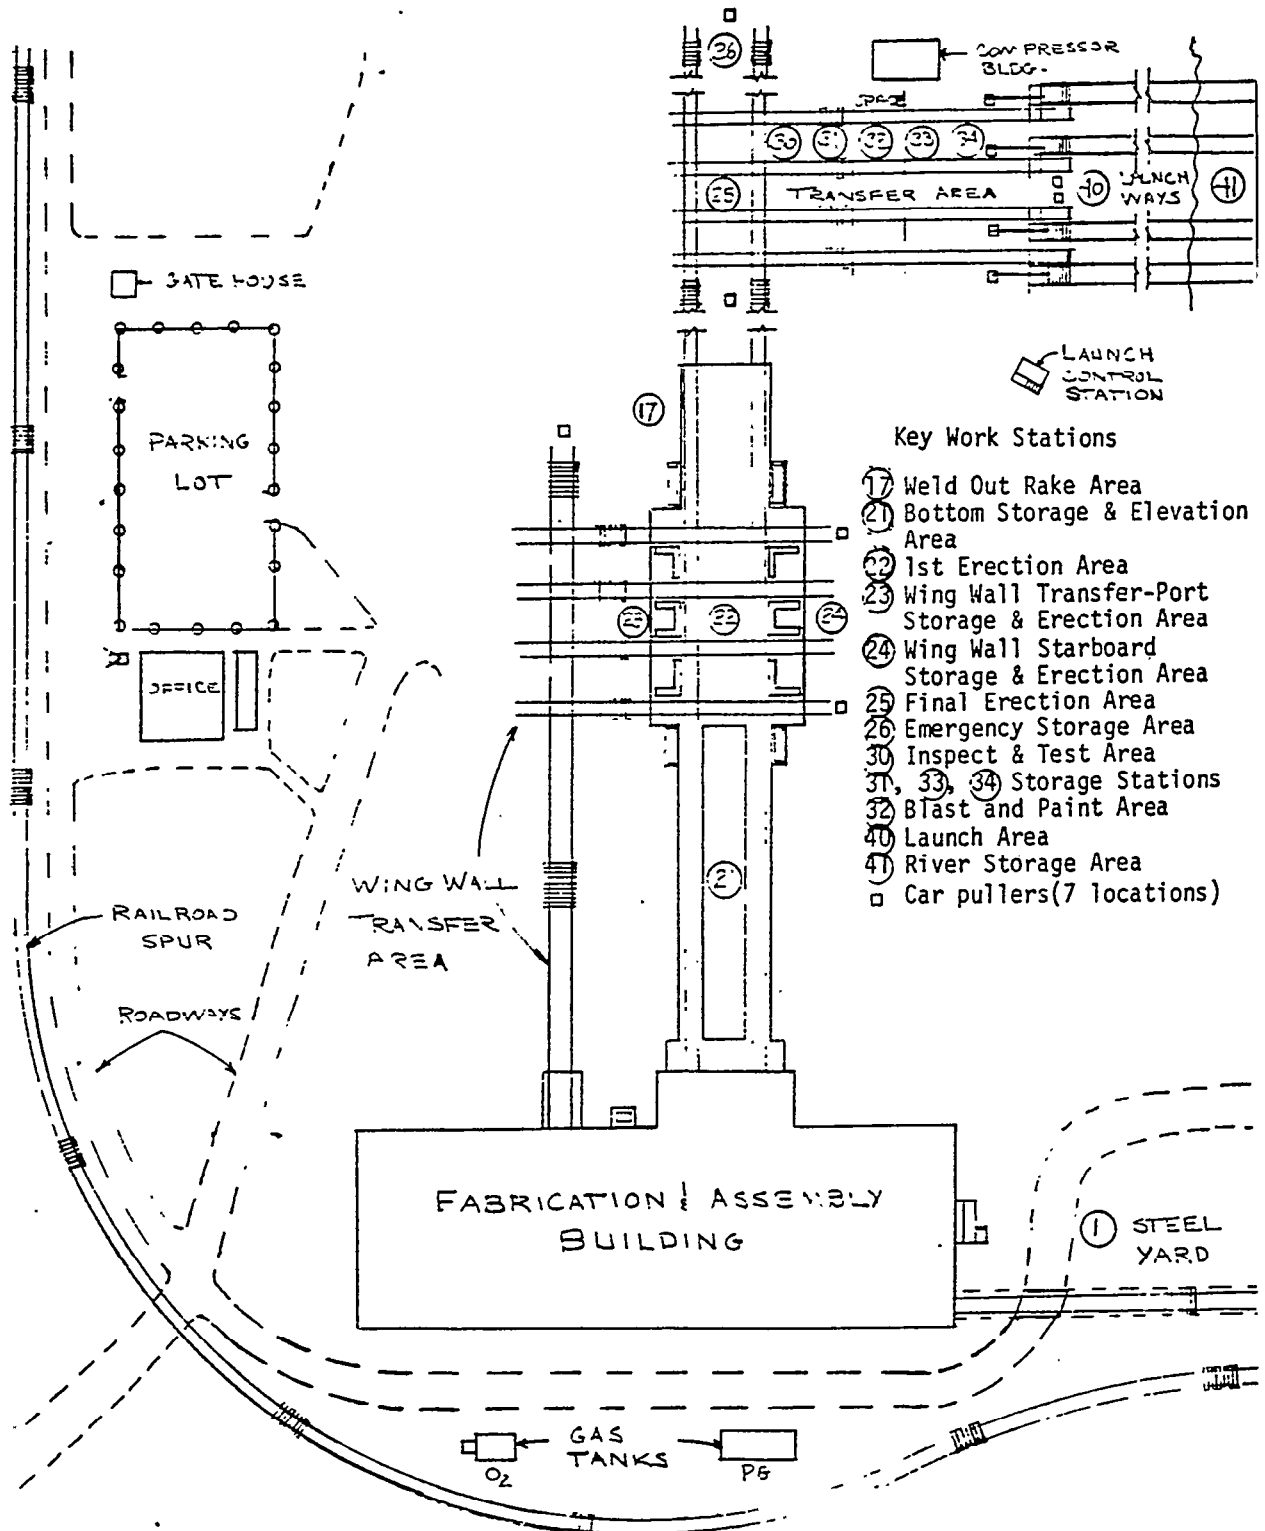 26
COMPRESSOR
BLDG.
30 31 32 33 34
25 TRANSFER AREA
40 LAUNCH
WAYS
41
GATE HOUSE
LAUNCH
CONTROL
STATION
17
PARKING
LOT
Key Work Stations
17 Weld Out Rake Area
21 Bottom Storage & Elevation
Area
22 1st Erection Area
23 Wing Wall Transfer-Port
Storage & Erection Area
24 Wing Wall Starboard
Storage & Erection Area
25 Final Erection Area
26 Emergency Storage Area
30 Inspect & Test Area
31, 33, 34 Storage Stations
32 Blast and Paint Area
40 Launch Area
41 River Storage Area
Car pullers(7 locations)
23 22 24
OFFICE
21
WING WALL
TRANSFER
AREA
RAILROAD
SPUR
ROADWAYS
FABRICATION & ASSEMBLY
BUILDING
1 STEEL
YARD
GAS
TANKS
O2
PG